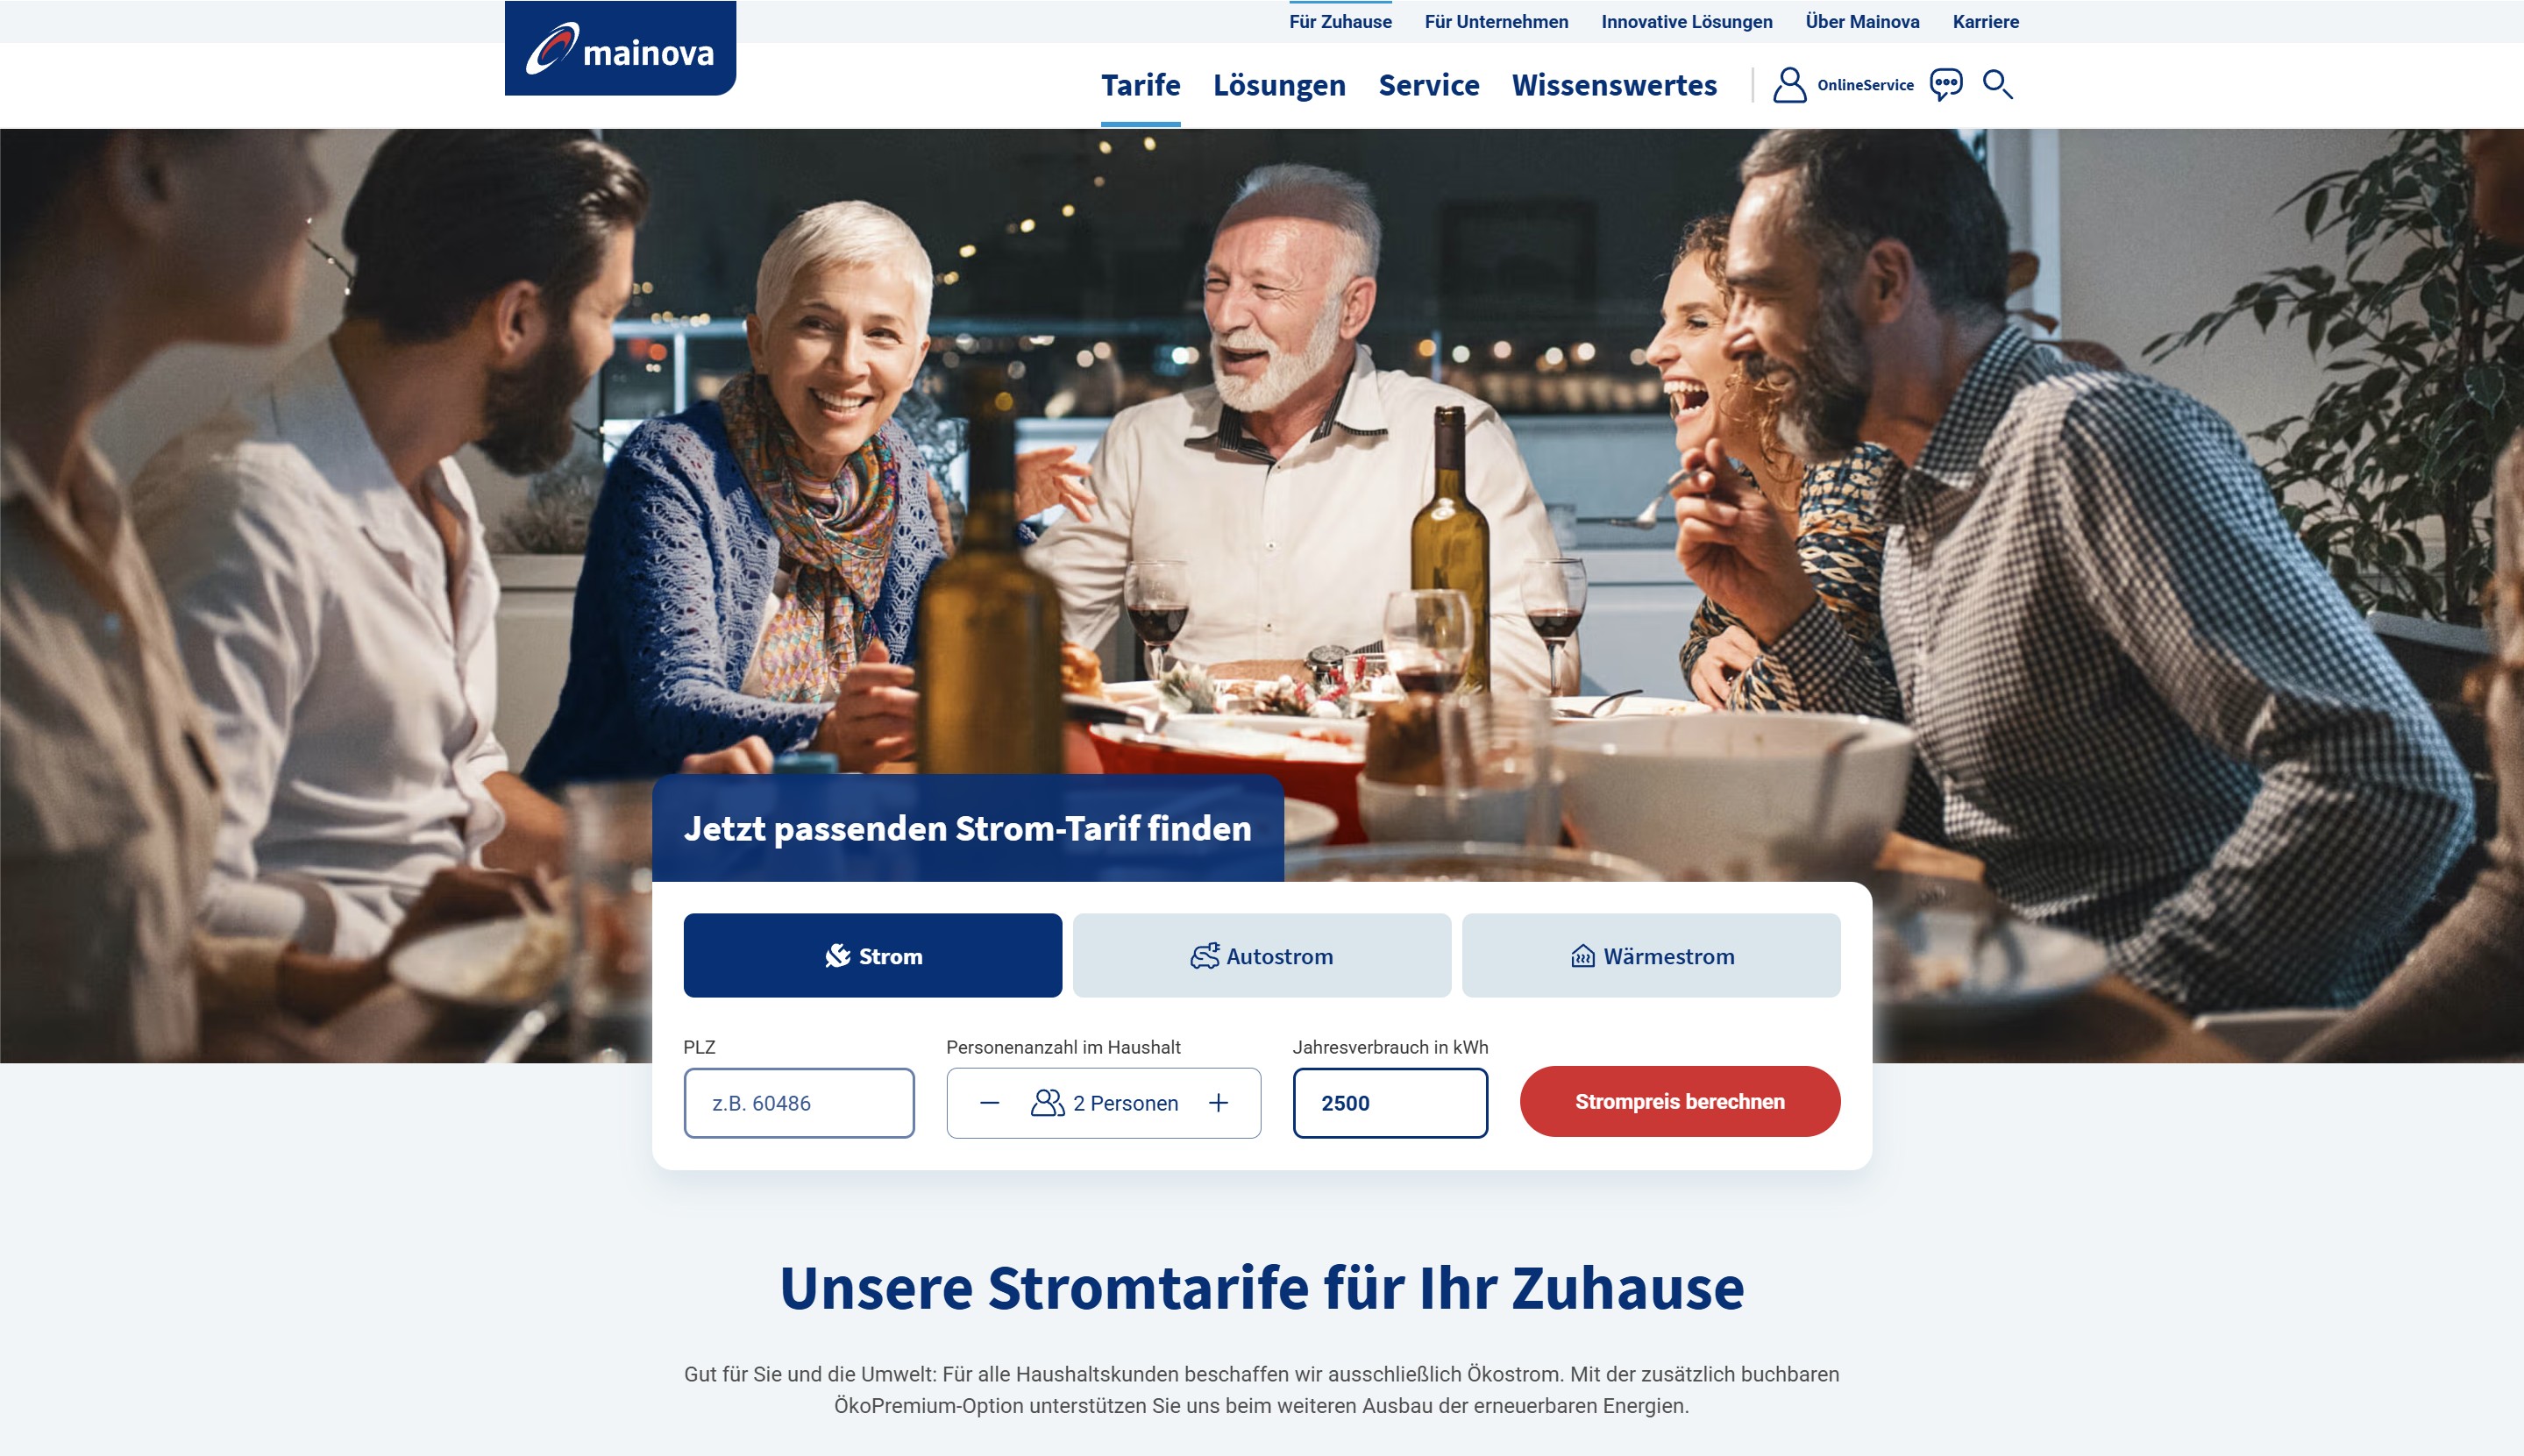 mainova
Für Zuhause
Für Unternehmen
Innovative Lösungen
Über Mainova
Karriere
Tarife
Lösungen
Service
Wissenswertes
OnlineService
Jetzt passenden Strom-Tarif finden
Strom
Autostrom
Wärmestrom
PLZ
z.B. 60486
Personenanzahl im Haushalt
2 Personen
Jahresverbrauch in kWh
2500
Strompreis berechnen
Unsere Stromtarife für Ihr Zuhause
Gut für Sie und die Umwelt: Für alle Haushaltskunden beschaffen wir ausschließlich Ökostrom. Mit der zusätzlich buchbaren
ÖkoPremium-Option unterstützen Sie uns beim weiteren Ausbau der erneuerbaren Energien.